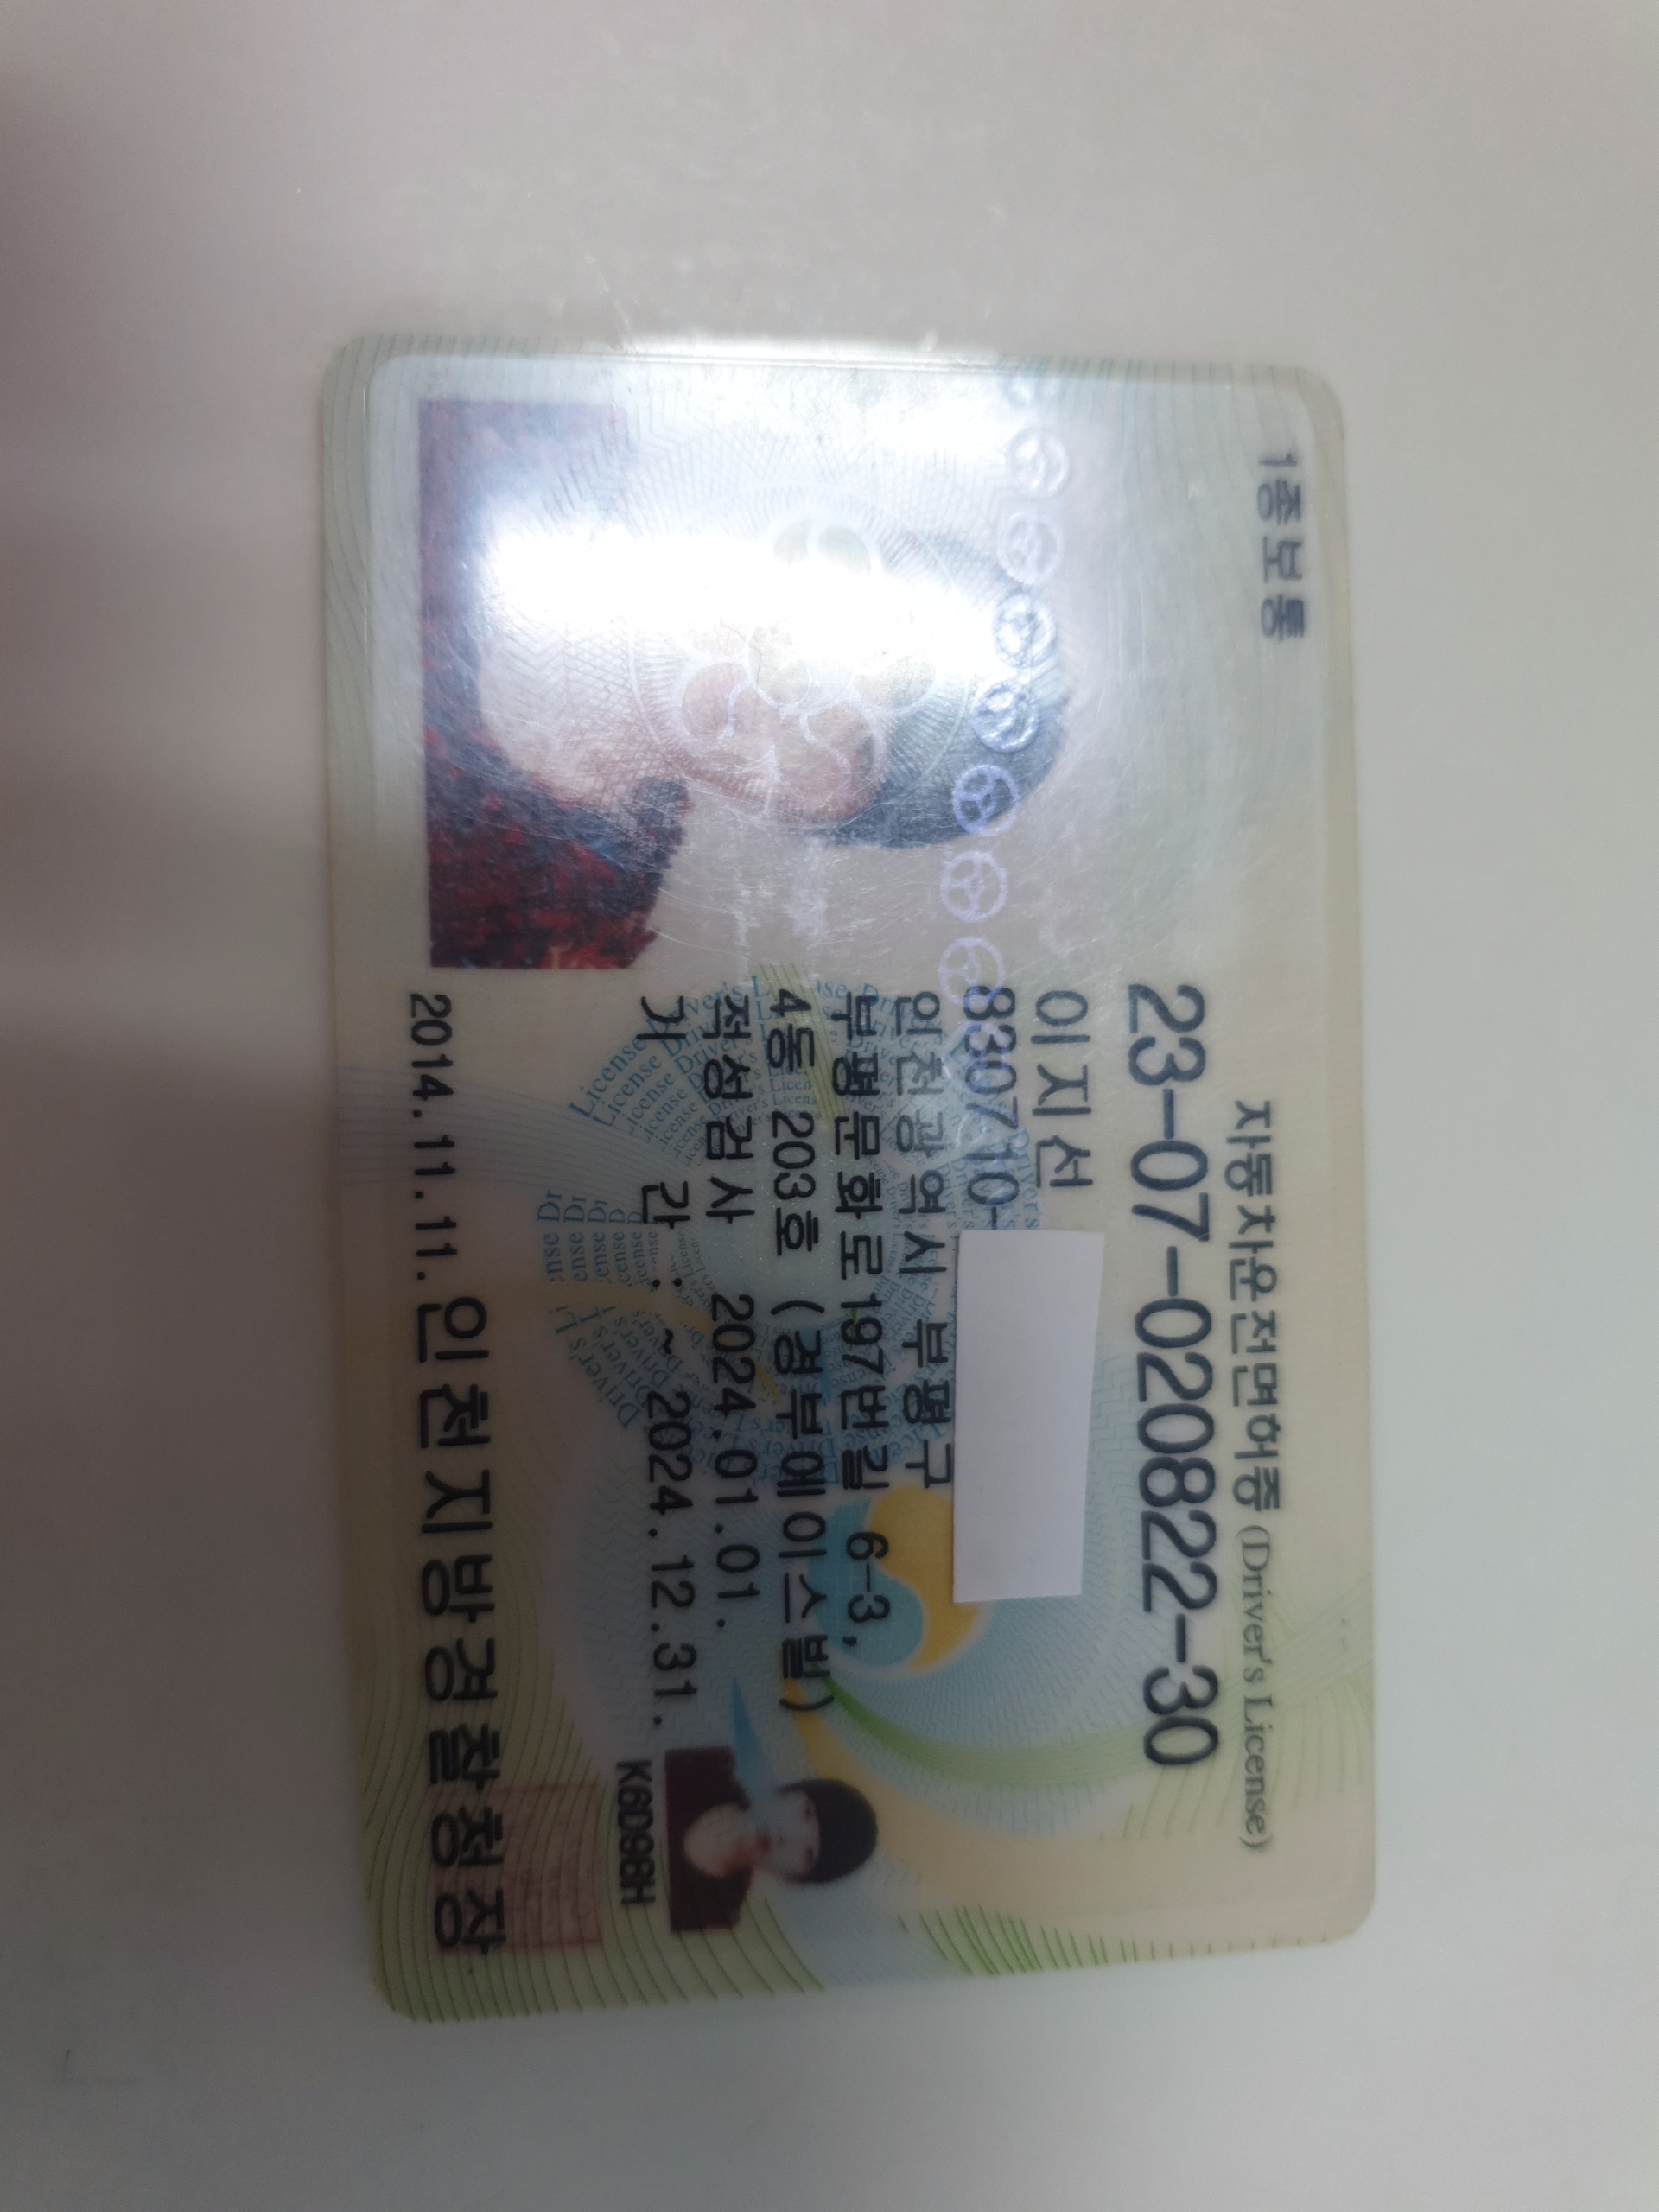 자동차운전면허증 (Driver's License)
1종보통
23-07-020822-30
이지선
830710-
인천광역시 부평구
부평문화로197번길 6-3,
4동 203호 (경부에이스빌)
적성검사 2024.01.01.
기 간 : ~ 2024.12.31.
K6D98H
2014.11.11. 인천지방경찰청장